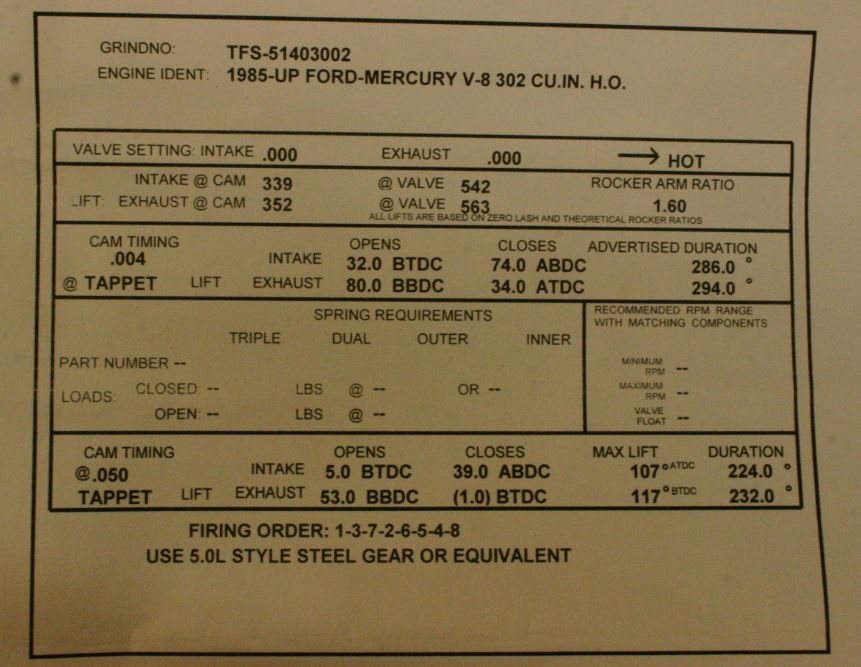 GRINDNO: TFS-51403002
ENGINE IDENT: 1985-UP FORD-MERCURY V-8 302 CU.IN. H.O.
VALVE SETTING: INTAKE .000 EXHAUST .000 → HOT
INTAKE @ CAM 339 @ VALVE 542 ROCKER ARM RATIO
LIFT: EXHAUST @ CAM 352 @ VALVE 563 1.60
ALL LIFTS ARE BASED ON ZERO LASH AND THEORETICAL ROCKER RATIOS
CAM TIMING OPENS CLOSES ADVERTISED DURATION
.004 INTAKE 32.0 BTDC 74.0 ABDC 286.0 °
@ TAPPET LIFT EXHAUST 80.0 BBDC 34.0 ATDC 294.0 °
SPRING REQUIREMENTS
TRIPLE DUAL OUTER INNER
PART NUMBER --
LOADS: CLOSED: -- LBS @ -- OR --
OPEN: -- LBS @ --
RECOMMENDED RPM RANGE
WITH MATCHING COMPONENTS
MINIMUM
RPM --
MAXIMUM
RPM --
VALVE
FLOAT --
CAM TIMING OPENS CLOSES MAX LIFT DURATION
@.050 INTAKE 5.0 BTDC 39.0 ABDC 107° ATDC 224.0 °
TAPPET LIFT EXHAUST 53.0 BBDC (1.0) BTDC 117° BTDC 232.0 °
FIRING ORDER: 1-3-7-2-6-5-4-8
USE 5.0L STYLE STEEL GEAR OR EQUIVALENT